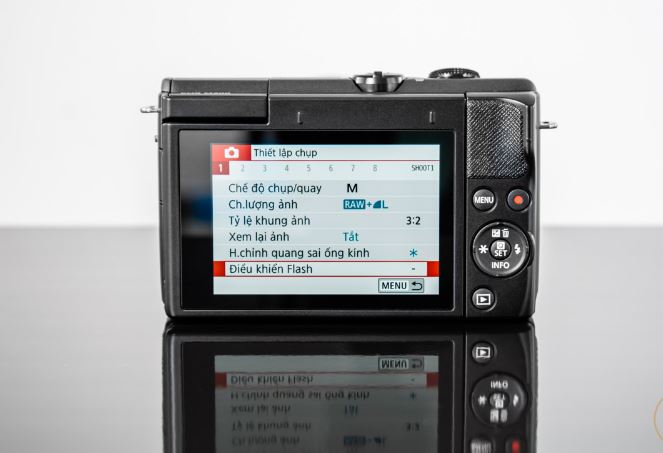 Thiết lập chụp
1 2 3 4 5 6 7 8 SHOOT1
Chế độ chụp/quay M
Ch.lượng ảnh RAW+L
Tỷ lệ khung ảnh 3:2
Xem lại ảnh Tắt
H.chỉnh quang sai ống kính *
Điều khiển Flash -
MENU
MENU
SET
INFO